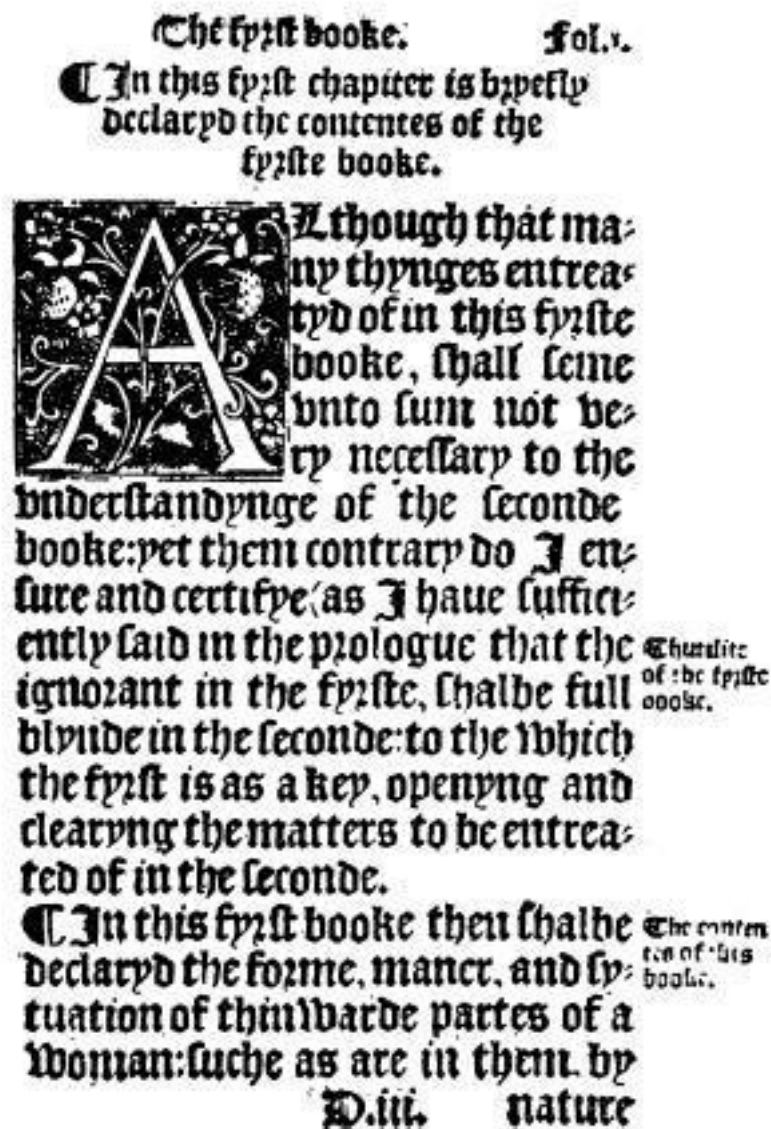 The fyrst booke. Fol.i.
¶ In this fyrst chapiter is bryefly
declaryd the contentes of the
fyrste booke.
ALthough that ma-
ny thynges entrea-
tyd of in this fyrste
booke, shall seme
vnto sum not ve-
ry necessary to the
vnderstandynge of the seconde
booke:yet them contrary do I en-
sure and certifye(as I haue suffici-
ently said in the prologue that the
ignorant in the fyrste, shalbe full
blynde in the seconde:to the which
the fyrst is as a key, openyng and
clearyng the matters to be entrea-
ted of in the seconde.
Thutilite
of the fyrste
booke.
¶ In this fyrst booke then shalbe
declaryd the forme, maner, and sy-
tuation of thinwarde partes of a
woman:suche as are in them by
The conten
tes of this
booke.
D.iii. nature